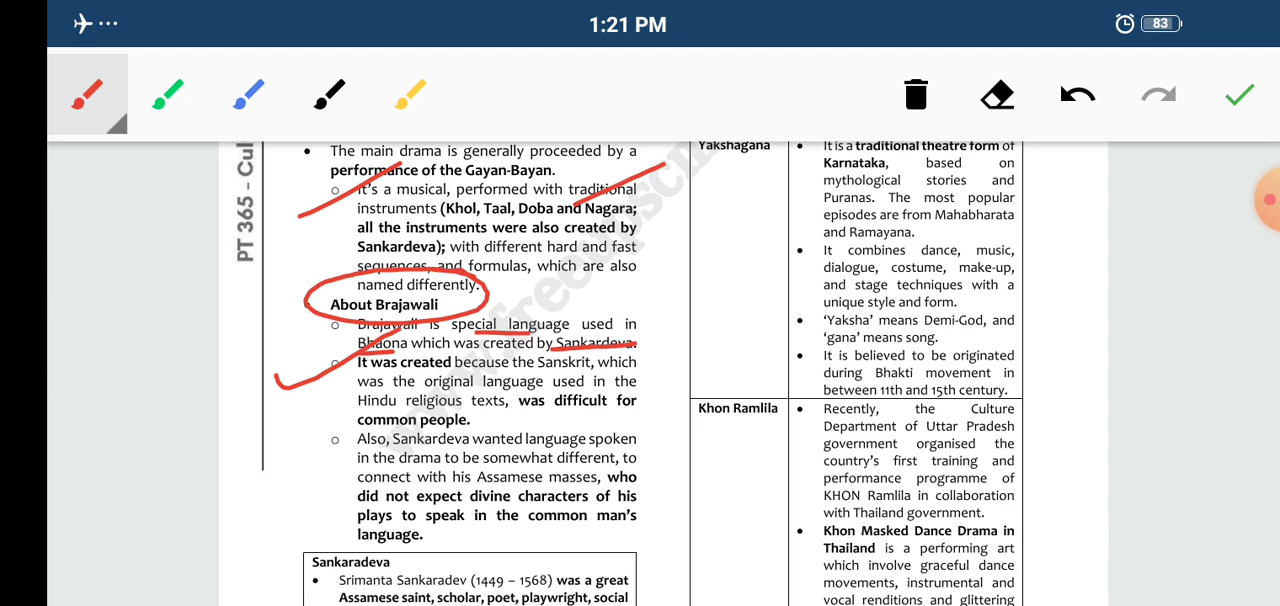 1:21 PM
83
PT 365 - Cul
• The main drama is generally proceeded by a
performance of the Gayan-Bayan.
o It's a musical, performed with traditional
instruments (Khol, Taal, Doba and Nagara;
all the instruments were also created by
Sankardeva); with different hard and fast
sequences, and formulas, which are also
named differently.
• About Brajawali
o Brajawali is special language used in
Bhaona which was created by Sankardeva.
o It was created because the Sanskrit, which
was the original language used in the
Hindu religious texts, was difficult for
common people.
o Also, Sankardeva wanted language spoken
in the drama to be somewhat different, to
connect with his Assamese masses, who
did not expect divine characters of his
plays to speak in the common man's
language.
Sankaradeva
• Srimanta Sankaradev (1449 – 1568) was a great
Assamese saint, scholar, poet, playwright, social
Yakshagana
• It is a traditional theatre form of
Karnataka, based on
mythological stories and
Puranas. The most popular
episodes are from Mahabharata
and Ramayana.
• It combines dance, music,
dialogue, costume, make-up,
and stage techniques with a
unique style and form.
• 'Yaksha' means Demi-God, and
'gana' means song.
• It is believed to be originated
during Bhakti movement in
between 11th and 15th century.
Khon Ramlila
• Recently, the Culture
Department of Uttar Pradesh
government organised the
country's first training and
performance programme of
KHON Ramlila in collaboration
with Thailand government.
• Khon Masked Dance Drama in
Thailand is a performing art
which involve graceful dance
movements, instrumental and
vocal renditions and glittering